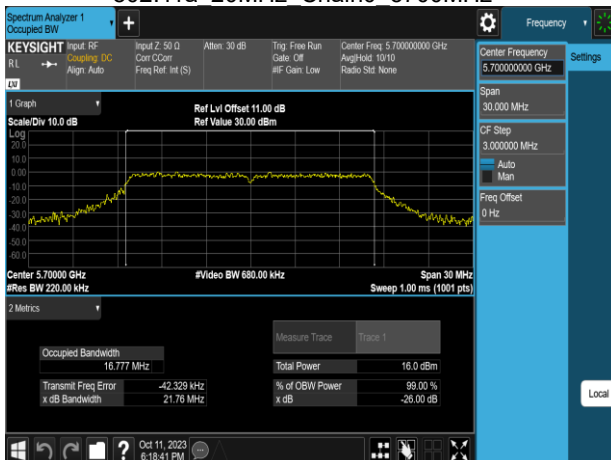 Spectrum Analyzer 1
Occupied BW
+
Frequency
KEYSIGHT
RL
LXI
Input: RF
Coupling: DC
Align: Auto
Input Z: 50 Ω
Corr CCorr
Freq Ref: Int (S)
Atten: 30 dB
Trig: Free Run
Gate: Off
#IF Gain: Low
Center Freq: 5.700000000 GHz
Avg|Hold: 10/10
Radio Std: None
Center Frequency
5.700000000 GHz
Settings
Span
30.000 MHz
CF Step
3.000000 MHz
Auto
Man
Freq Offset
0 Hz
1 Graph
Scale/Div 10.0 dB
Ref Lvl Offset 11.00 dB
Ref Value 30.00 dBm
Log
20.0
10.0
0.00
-10.0
-20.0
-30.0
-40.0
-50.0
-60.0
Center 5.70000 GHz
#Res BW 220.00 kHz
#Video BW 680.00 kHz
Span 30 MHz
Sweep 1.00 ms (1001 pts)
2 Metrics
Measure Trace
Trace 1
Occupied Bandwidth
16.777 MHz
Total Power
16.0 dBm
Transmit Freq Error
-42.329 kHz
% of OBW Power
99.00 %
x dB Bandwidth
21.76 MHz
x dB
-26.00 dB
Local
?
Oct 11, 2023
6:18:41 PM